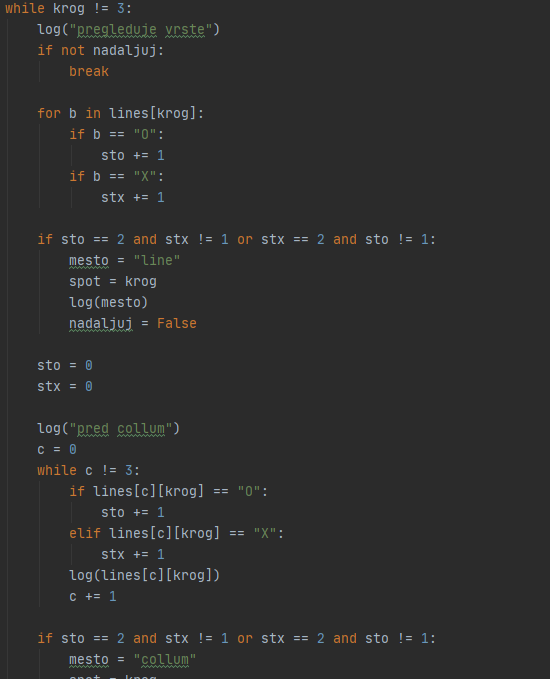 while krog != 3:
    log("pregleduje vrste")
    if not nadaljuj:
        break

    for b in lines[krog]:
        if b == "O":
            sto += 1
        if b == "X":
            stx += 1

    if sto == 2 and stx != 1 or stx == 2 and sto != 1:
        mesto = "line"
        spot = krog
        log(mesto)
        nadaljuj = False

    sto = 0
    stx = 0

    log("pred collum")
    c = 0
    while c != 3:
        if lines[c][krog] == "O":
            sto += 1
        elif lines[c][krog] == "X":
            stx += 1
        log(lines[c][krog])
        c += 1

    if sto == 2 and stx != 1 or stx == 2 and sto != 1:
        mesto = "collum"
        spot = krog